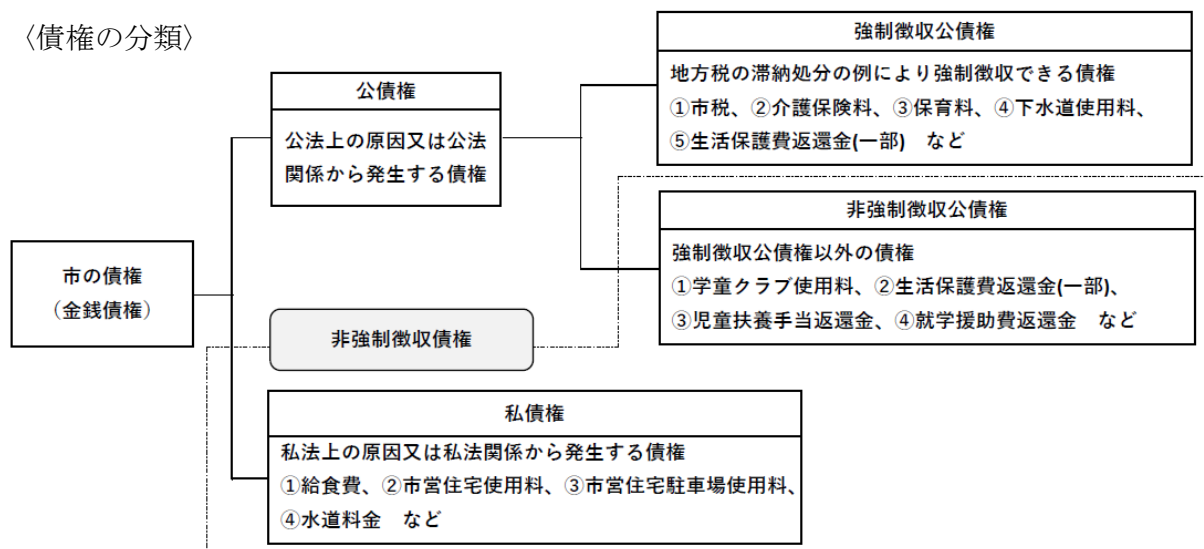 〈債権の分類〉
市の債権
（金銭債権）
公債権
公法上の原因又は公法
関係から発生する債権
強制徴収公債権
地方税の滞納処分の例により強制徴収できる債権
①市税、②介護保険料、③保育料、④下水道使用料、
⑤生活保護費返還金(一部)　など
非強制徴収公債権
強制徴収公債権以外の債権
①学童クラブ使用料、②生活保護費返還金(一部)、
③児童扶養手当返還金、④就学援助費返還金　など
非強制徴収債権
私債権
私法上の原因又は私法関係から発生する債権
①給食費、②市営住宅使用料、③市営住宅駐車場使用料、
④水道料金　など